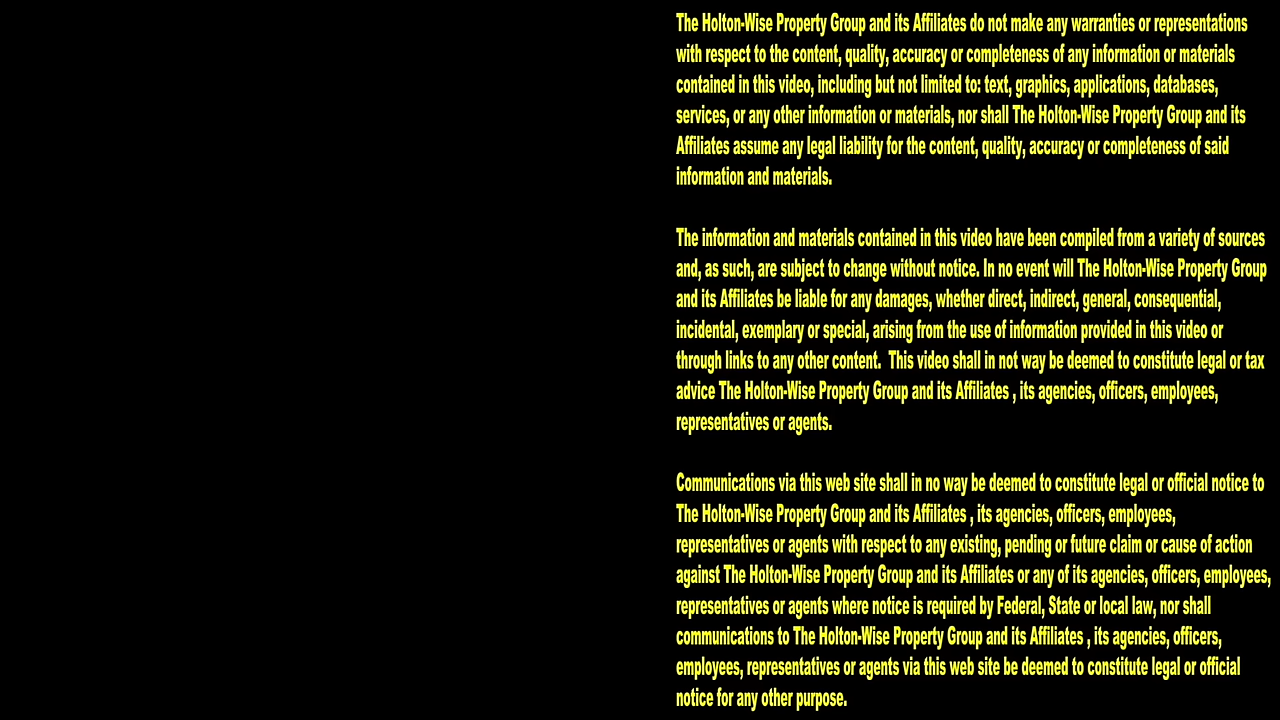 The Holton-Wise Property Group and its Affiliates do not make any warranties or representations
with respect to the content, quality, accuracy or completeness of any information or materials
contained in this video, including but not limited to: text, graphics, applications, databases,
services, or any other information or materials, nor shall The Holton-Wise Property Group and its
Affiliates assume any legal liability for the content, quality, accuracy or completeness of said
information and materials.
The information and materials contained in this video have been compiled from a variety of sources
and, as such, are subject to change without notice. In no event will The Holton-Wise Property Group
and its Affiliates be liable for any damages, whether direct, indirect, general, consequential,
incidental, exemplary or special, arising from the use of information provided in this video or
through links to any other content.  This video shall in not way be deemed to constitute legal or tax
advice The Holton-Wise Property Group and its Affiliates , its agencies, officers, employees,
representatives or agents.
Communications via this web site shall in no way be deemed to constitute legal or official notice to
The Holton-Wise Property Group and its Affiliates , its agencies, officers, employees,
representatives or agents with respect to any existing, pending or future claim or cause of action
against The Holton-Wise Property Group and its Affiliates or any of its agencies, officers, employees,
representatives or agents where notice is required by Federal, State or local law, nor shall
communications to The Holton-Wise Property Group and its Affiliates , its agencies, officers,
employees, representatives or agents via this web site be deemed to constitute legal or official
notice for any other purpose.